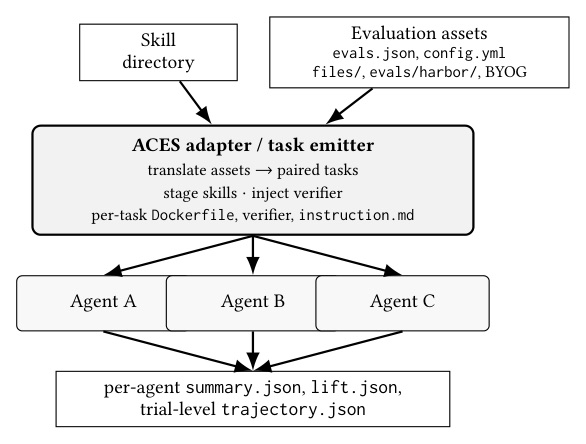 Skill
directory
Evaluation assets
evals.json, config.yml
files/, evals/harbor/, BYOG
ACES adapter / task emitter
translate assets → paired tasks
stage skills · inject verifier
per-task Dockerfile, verifier, instruction.md
Agent A
Agent B
Agent C
per-agent summary.json, lift.json,
trial-level trajectory.json